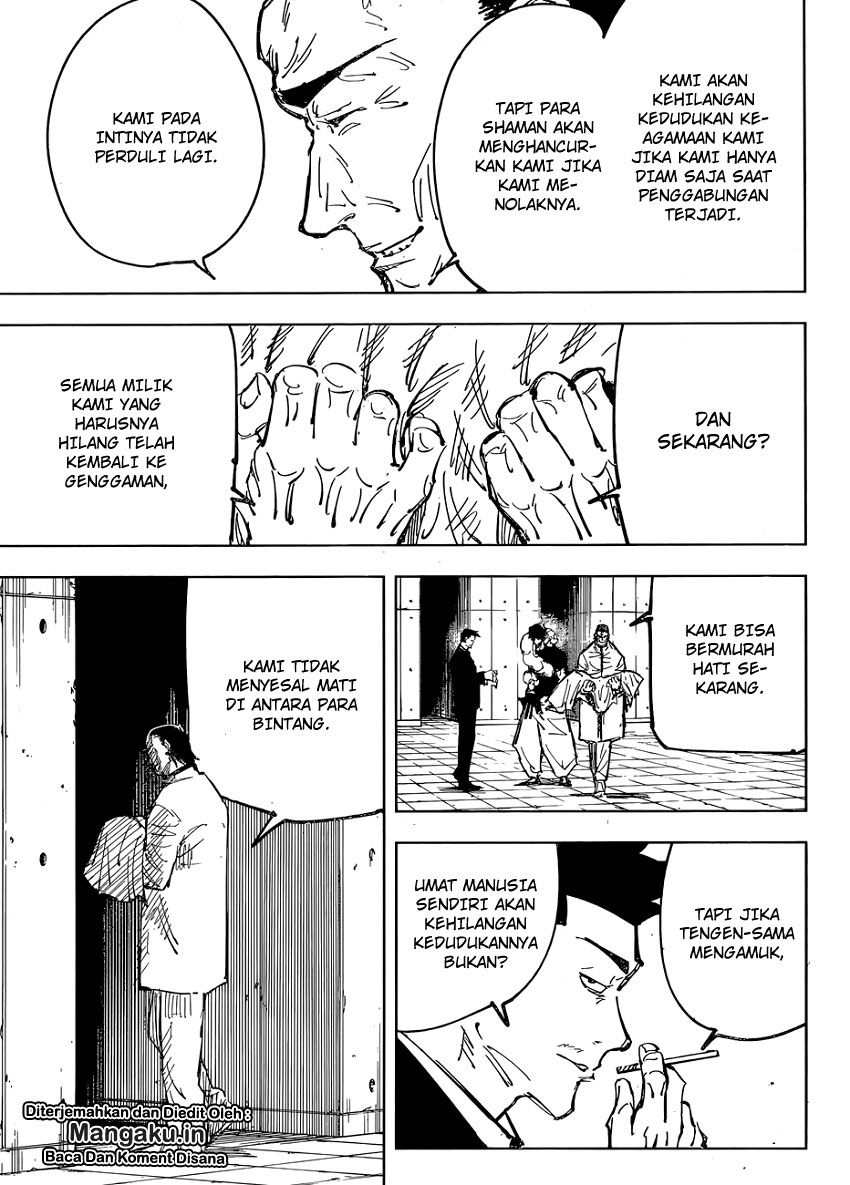 KAMI AKAN
KEHILANGAN
KEDUDUKAN KE-
AGAMAAN KAMI
JIKA KAMI HANYA
DIAM SAJA SAAT
PENGGABUNGAN
TERJADI.
TAPI PARA
SHAMAN AKAN
MENGHANCUR-
KAN KAMI JIKA
KAMI ME-
NOLAKNYA.
KAMI PADA
INTINYA TIDAK
PERDULI LAGI.
DAN
SEKARANG?
SEMUA MILIK
KAMI YANG
HARUSNYA
HILANG TELAH
KEMBALI KE
GENGGAMAN,
KAMI BISA
BERMURAH
HATI SE-
KARANG.
TAPI JIKA
TENGEN-SAMA
MENGAMUK,
UMAT MANUSIA
SENDIRI AKAN
KEHILANGAN
KEDUDUKANNYA
BUKAN?
KAMI TIDAK
MENYESAL MATI
DI ANTARA PARA
BINTANG.
Diterjemahkan dan Diedit Oleh :
Mangaku.in
Baca Dan Koment Disana